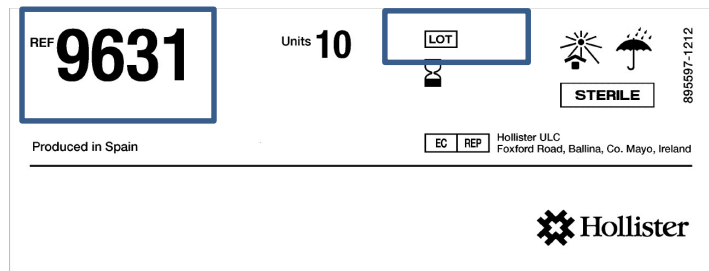 REF 9631
Units 10
LOT
STERILE
895597-1212
Produced in Spain
EC REP
Hollister ULC
Foxford Road, Ballina, Co. Mayo, Ireland
Hollister